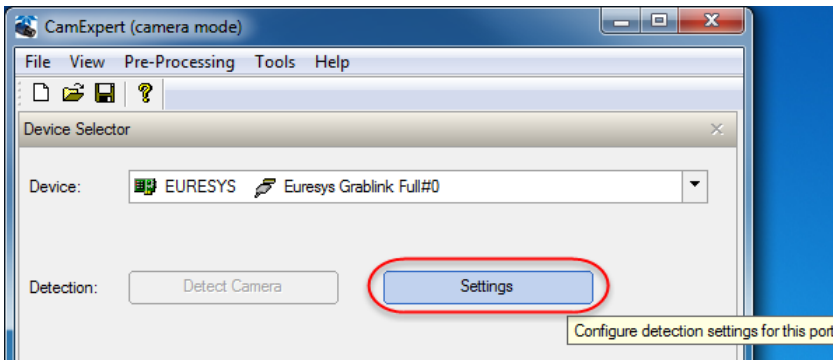 CamExpert (camera mode)
File View Pre-Processing Tools Help
Device Selector
Device: EURESYS Euresys Grablink Full#0
Detection: Detect Camera Settings
Configure detection settings for this port